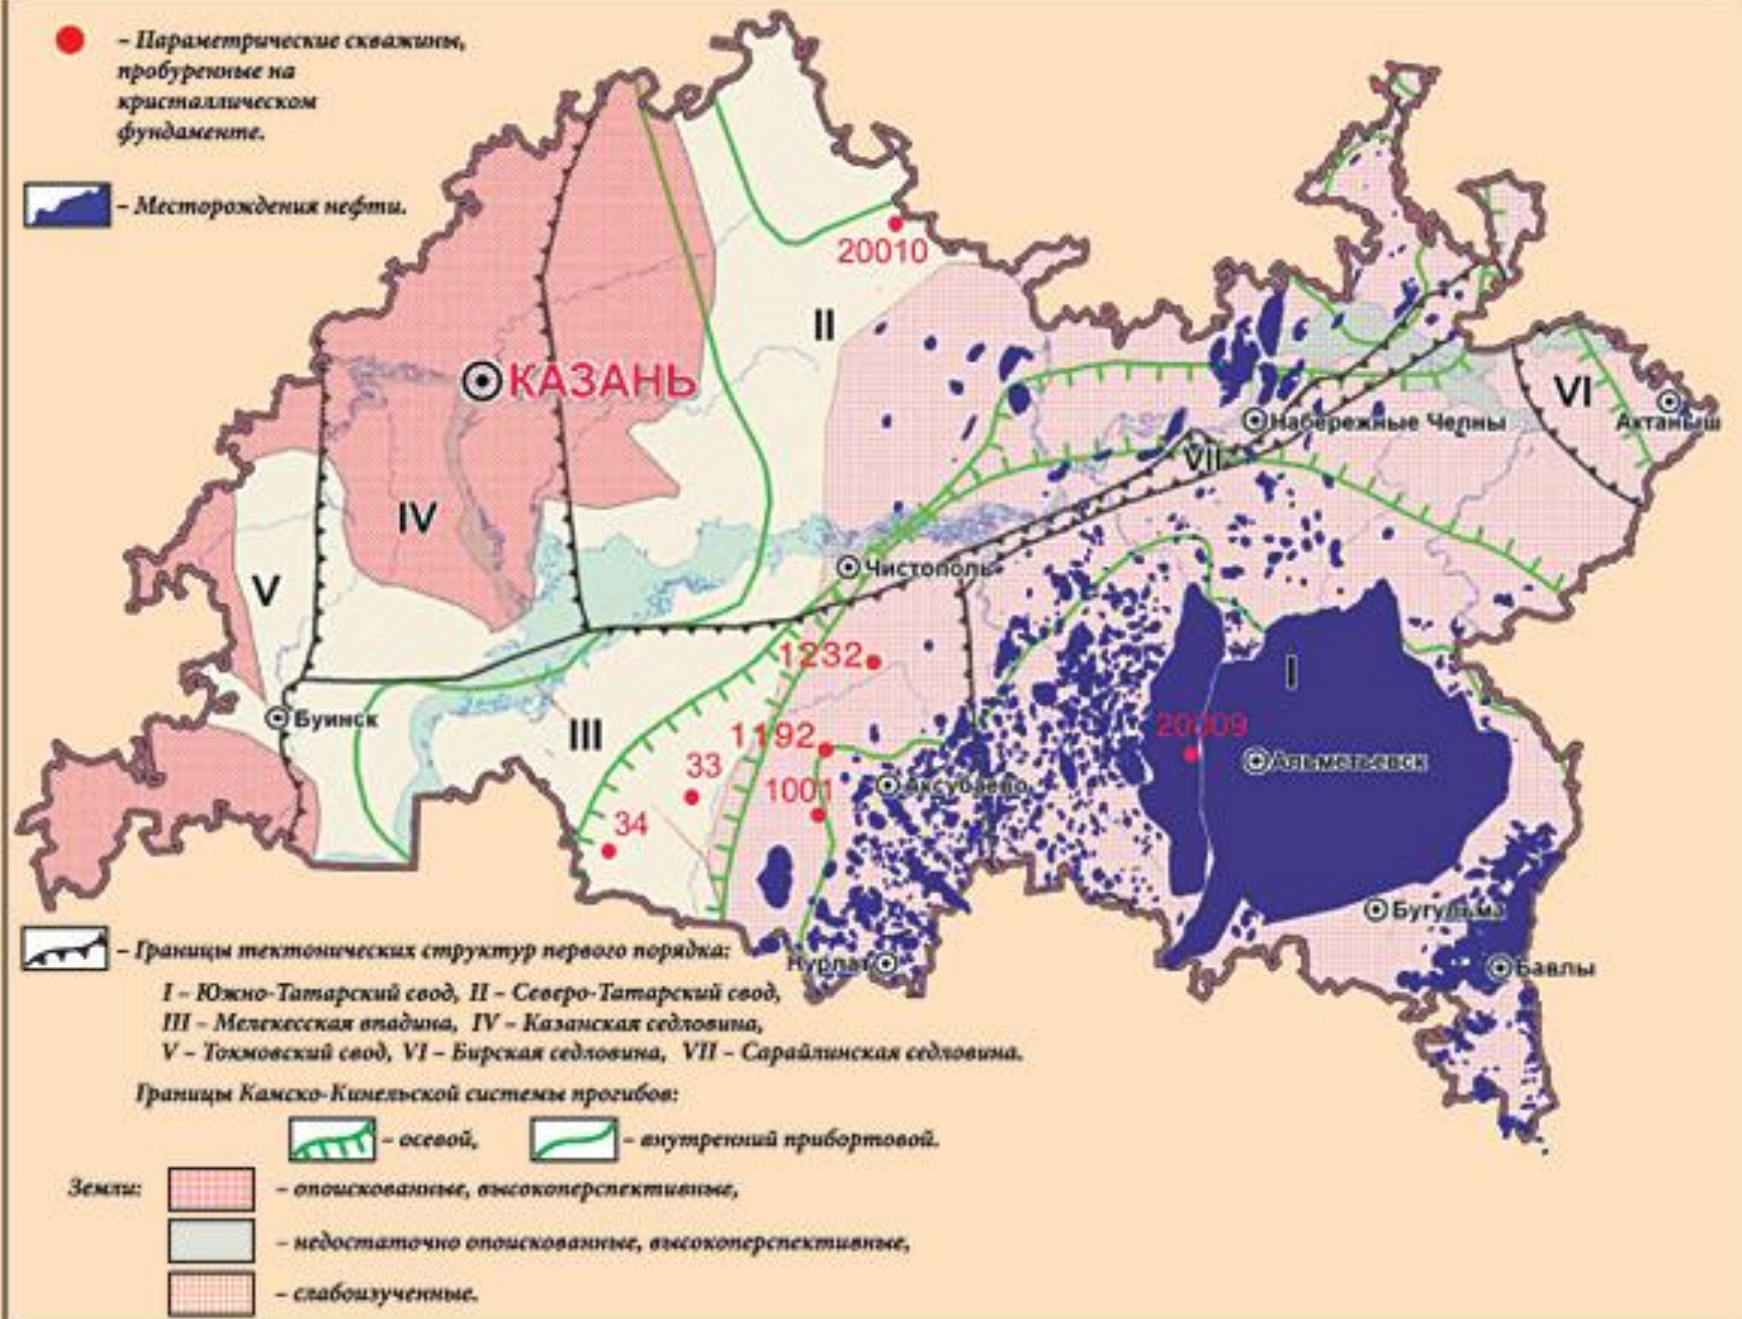 – Параметрические скважины,
пробуренные на
кристаллическом
фундаменте.
– Месторождения нефти.
20010
II
КАЗАНЬ
VI
Актаныш
Набережные Челны
VII
IV
Чистополь
V
1232
I
Буинск
III
1192
20009
Альметьевск
33
1001
Аксубаево
34
Бугульма
Нурлат
Бавлы
– Границы тектонических структур первого порядка:
I – Южно-Татарский свод, II – Северо-Татарский свод,
III – Мелекесская впадина, IV – Казанская седловина,
V – Токмовский свод, VI – Бирская седловина, VII – Сарайлинская седловина.
Границы Камско-Кинельской системы прогибов:
– осевой,
– внутренний прибортовой.
Земли:
– опоискованные, высокоперспективные,
– недостаточно опоискованные, высокоперспективные,
– слабоизученные.